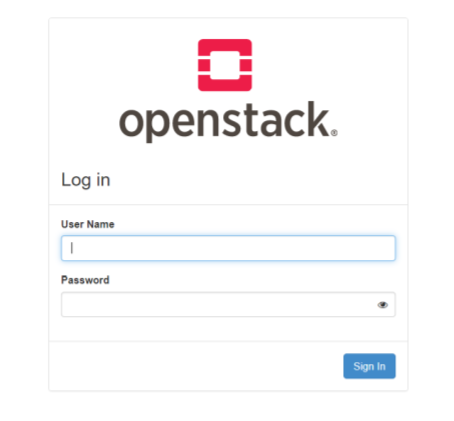 openstack.®
Log in
User Name
Password
Sign In